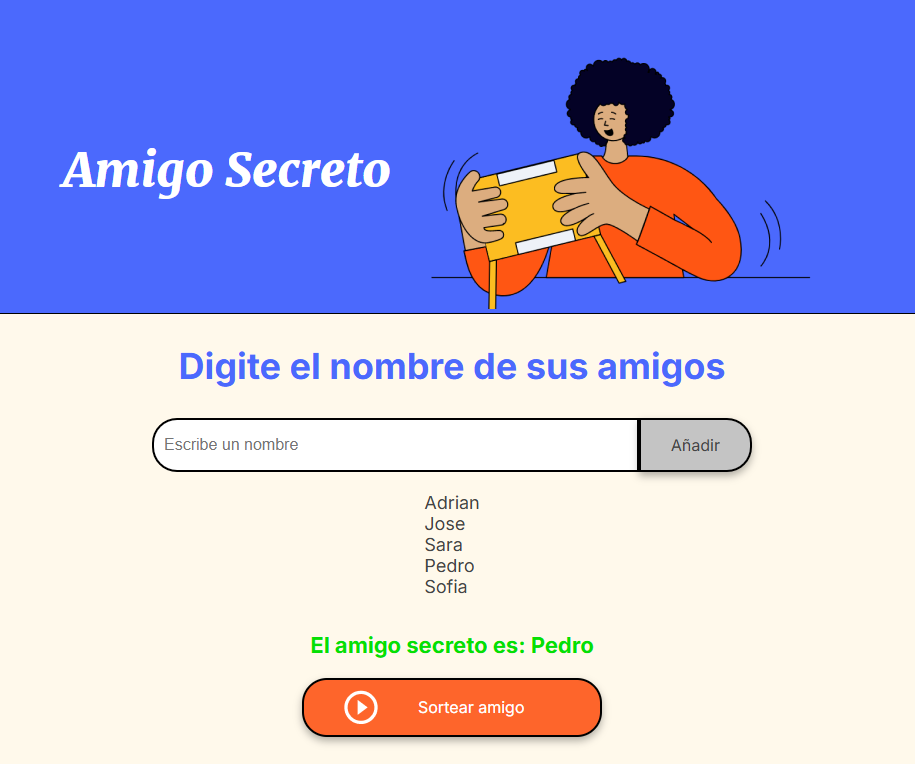 Amigo Secreto
Digite el nombre de sus amigos
Escribe un nombre
Añadir
Adrian
Jose
Sara
Pedro
Sofia
El amigo secreto es: Pedro
Sortear amigo